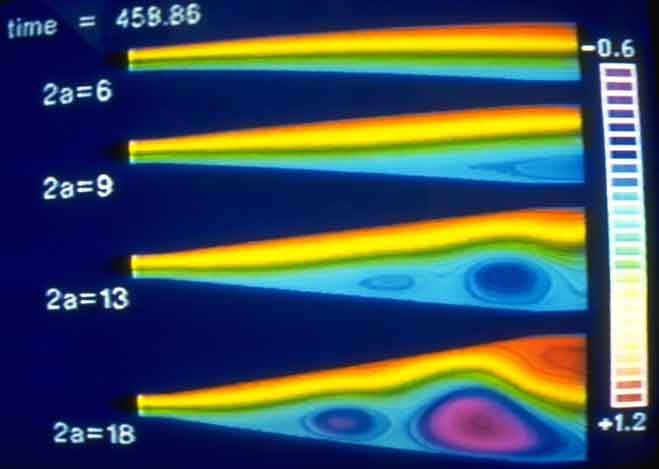 time = 458.86
-0.6
2a=6
2a=9
2a=13
2a=18
+1.2